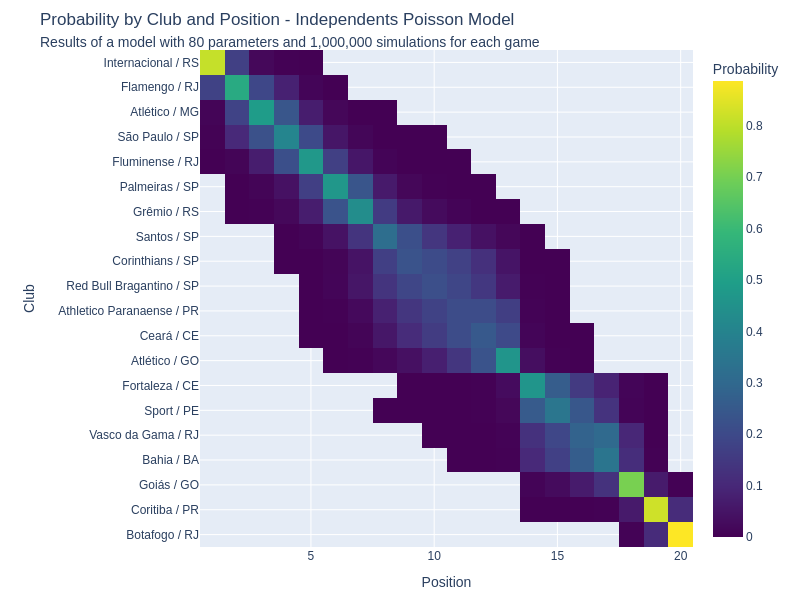 Probability by Club and Position - Independents Poisson Model
Results of a model with 80 parameters and 1,000,000 simulations for each game
Probability
Club
Internacional / RS
Flamengo / RJ
Atlético / MG
São Paulo / SP
Fluminense / RJ
Palmeiras / SP
Grêmio / RS
Santos / SP
Corinthians / SP
Red Bull Bragantino / SP
Athletico Paranaense / PR
Ceará / CE
Atlético / GO
Fortaleza / CE
Sport / PE
Vasco da Gama / RJ
Bahia / BA
Goiás / GO
Coritiba / PR
Botafogo / RJ
0.8
0.7
0.6
0.5
0.4
0.3
0.2
0.1
0
5 10 15 20
Position